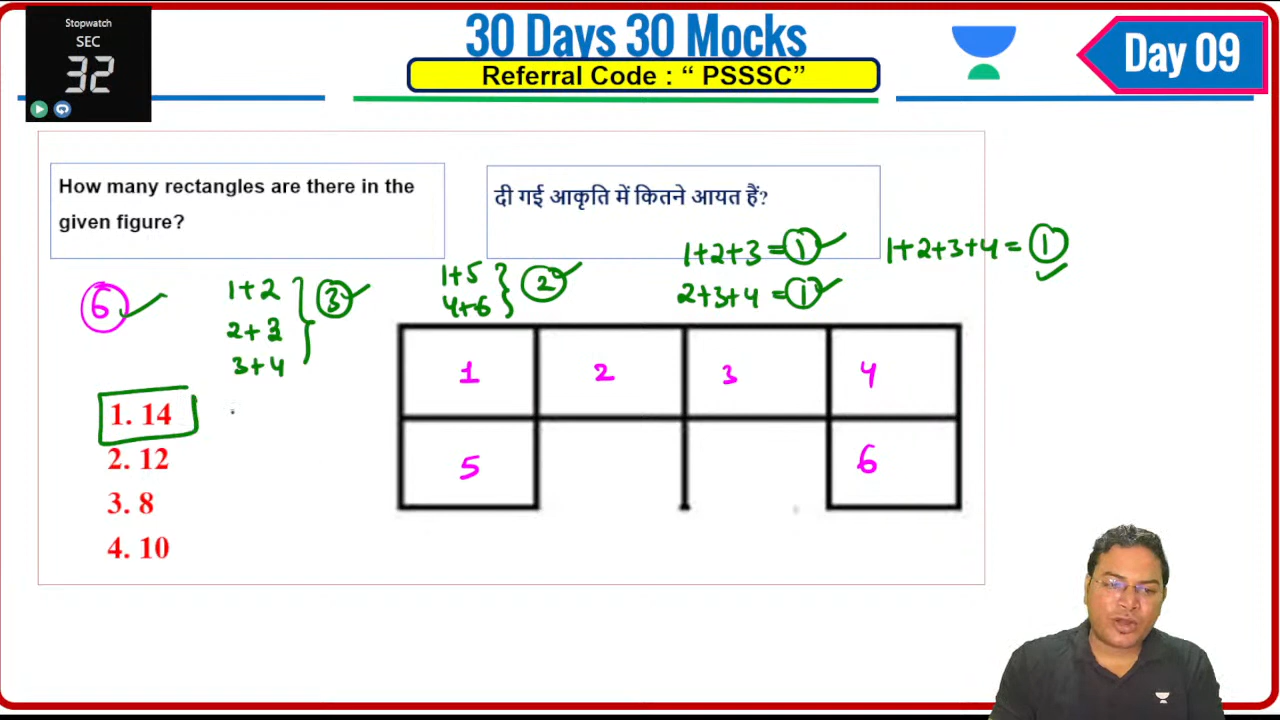 Stopwatch
SEC
32
30 Days 30 Mocks
Referral Code : “ PSSSC”
Day 09
How many rectangles are there in the
given figure?
दी गई आकृति में कितने आयत हैं?
1+2+3 = 1
2+3+4 = 1
1+2+3+4 = 1
6
1+2
2+3
3+4
3
1+5
4+6
2
1. 14
2. 12
3. 8
4. 10
1 2 3 4
5 6